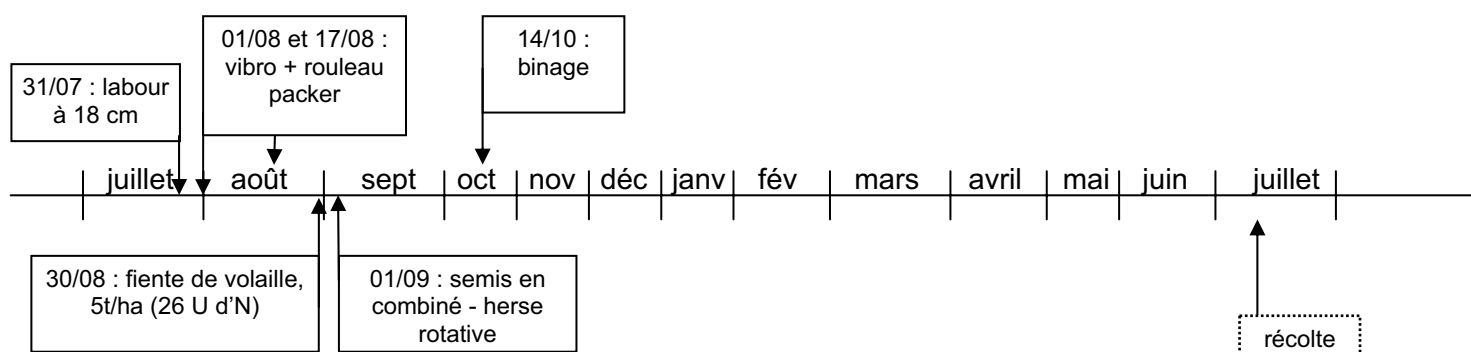 01/08 et 17/08 :
vibro + rouleau
packer
14/10 :
binage
31/07 : labour
à 18 cm
juillet août sept oct nov déc janv fév mars avril mai juin juillet
30/08 : fiente de volaille,
5t/ha (26 U d’N)
01/09 : semis en
combiné - herse
rotative
récolte